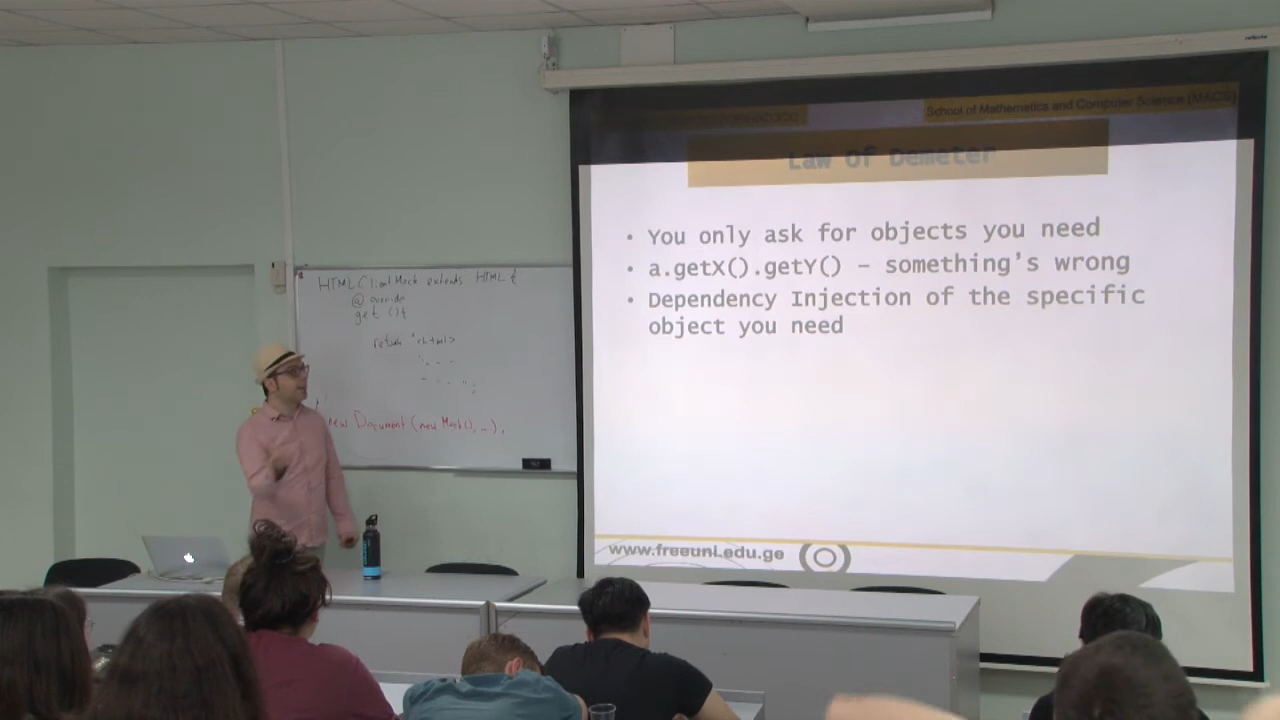 School of Mathematics and Computer Science (MACS)
Law Of Demeter
• You only ask for objects you need
• a.getX().getY() – something's wrong
• Dependency Injection of the specific
object you need
www.freeuni.edu.ge
HTMLClientMock extends HTML {
@override
get () {
return "<html>
new Document(new Mock(), ...),